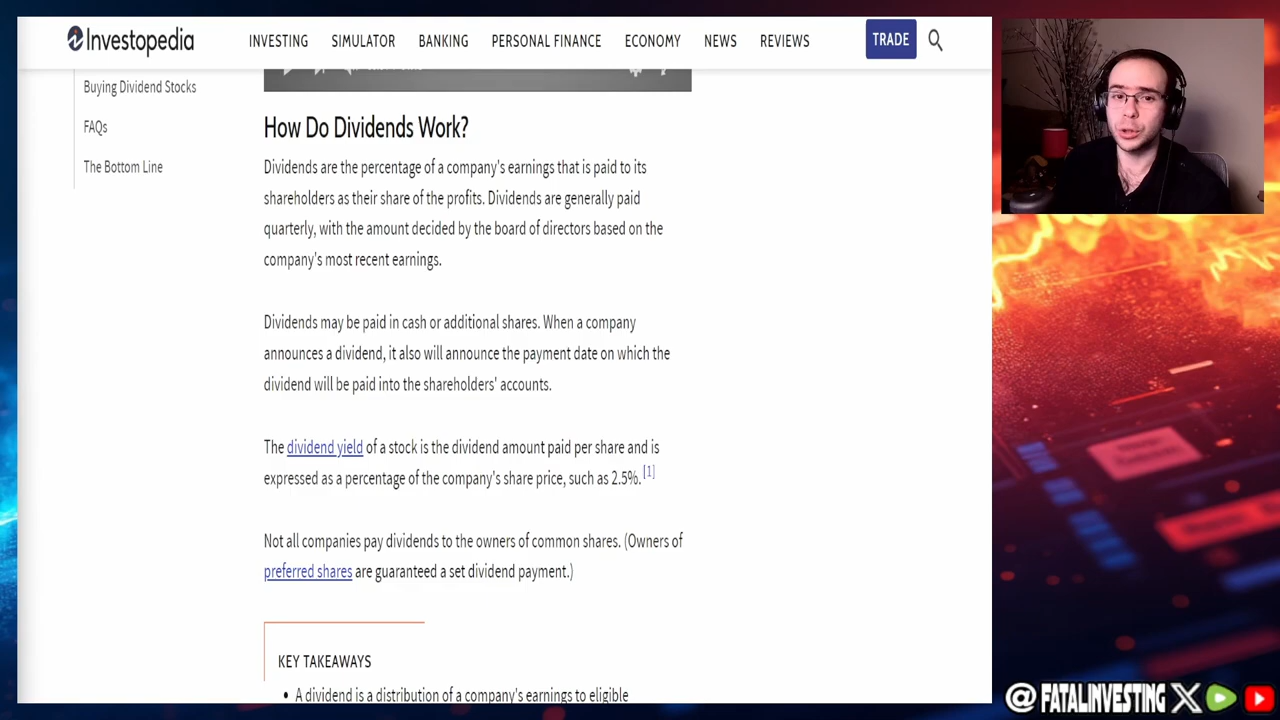 Investopedia
INVESTING SIMULATOR BANKING PERSONAL FINANCE ECONOMY NEWS REVIEWS
TRADE
Buying Dividend Stocks
FAQs
The Bottom Line
How Do Dividends Work?
Dividends are the percentage of a company's earnings that is paid to its
shareholders as their share of the profits. Dividends are generally paid
quarterly, with the amount decided by the board of directors based on the
company's most recent earnings.
Dividends may be paid in cash or additional shares. When a company
announces a dividend, it also will announce the payment date on which the
dividend will be paid into the shareholders' accounts.
The dividend yield of a stock is the dividend amount paid per share and is
expressed as a percentage of the company's share price, such as 2.5%. [1]
Not all companies pay dividends to the owners of common shares. (Owners of
preferred shares are guaranteed a set dividend payment.)
KEY TAKEAWAYS
• A dividend is a distribution of a company's earnings to eligible
@FATALINVESTING